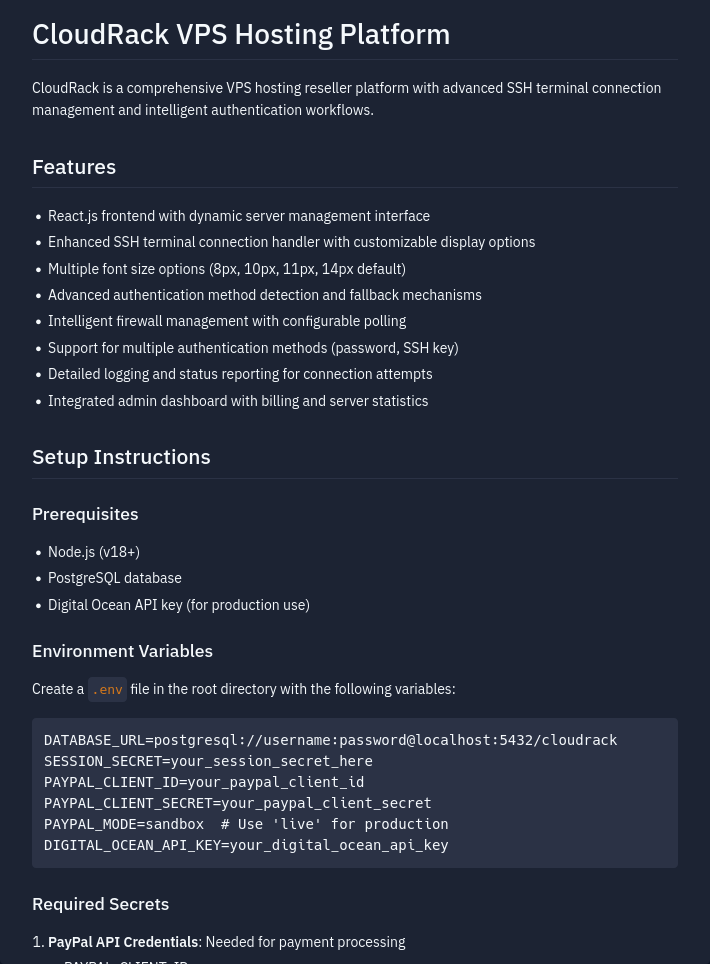 CloudRack VPS Hosting Platform
CloudRack is a comprehensive VPS hosting reseller platform with advanced SSH terminal connection
management and intelligent authentication workflows.
Features
• React.js frontend with dynamic server management interface
• Enhanced SSH terminal connection handler with customizable display options
• Multiple font size options (8px, 10px, 11px, 14px default)
• Advanced authentication method detection and fallback mechanisms
• Intelligent firewall management with configurable polling
• Support for multiple authentication methods (password, SSH key)
• Detailed logging and status reporting for connection attempts
• Integrated admin dashboard with billing and server statistics
Setup Instructions
Prerequisites
• Node.js (v18+)
• PostgreSQL database
• Digital Ocean API key (for production use)
Environment Variables
Create a .env file in the root directory with the following variables:
DATABASE_URL=postgresql://username:password@localhost:5432/cloudrack
SESSION_SECRET=your_session_secret_here
PAYPAL_CLIENT_ID=your_paypal_client_id
PAYPAL_CLIENT_SECRET=your_paypal_client_secret
PAYPAL_MODE=sandbox  # Use 'live' for production
DIGITAL_OCEAN_API_KEY=your_digital_ocean_api_key
Required Secrets
1. PayPal API Credentials: Needed for payment processing